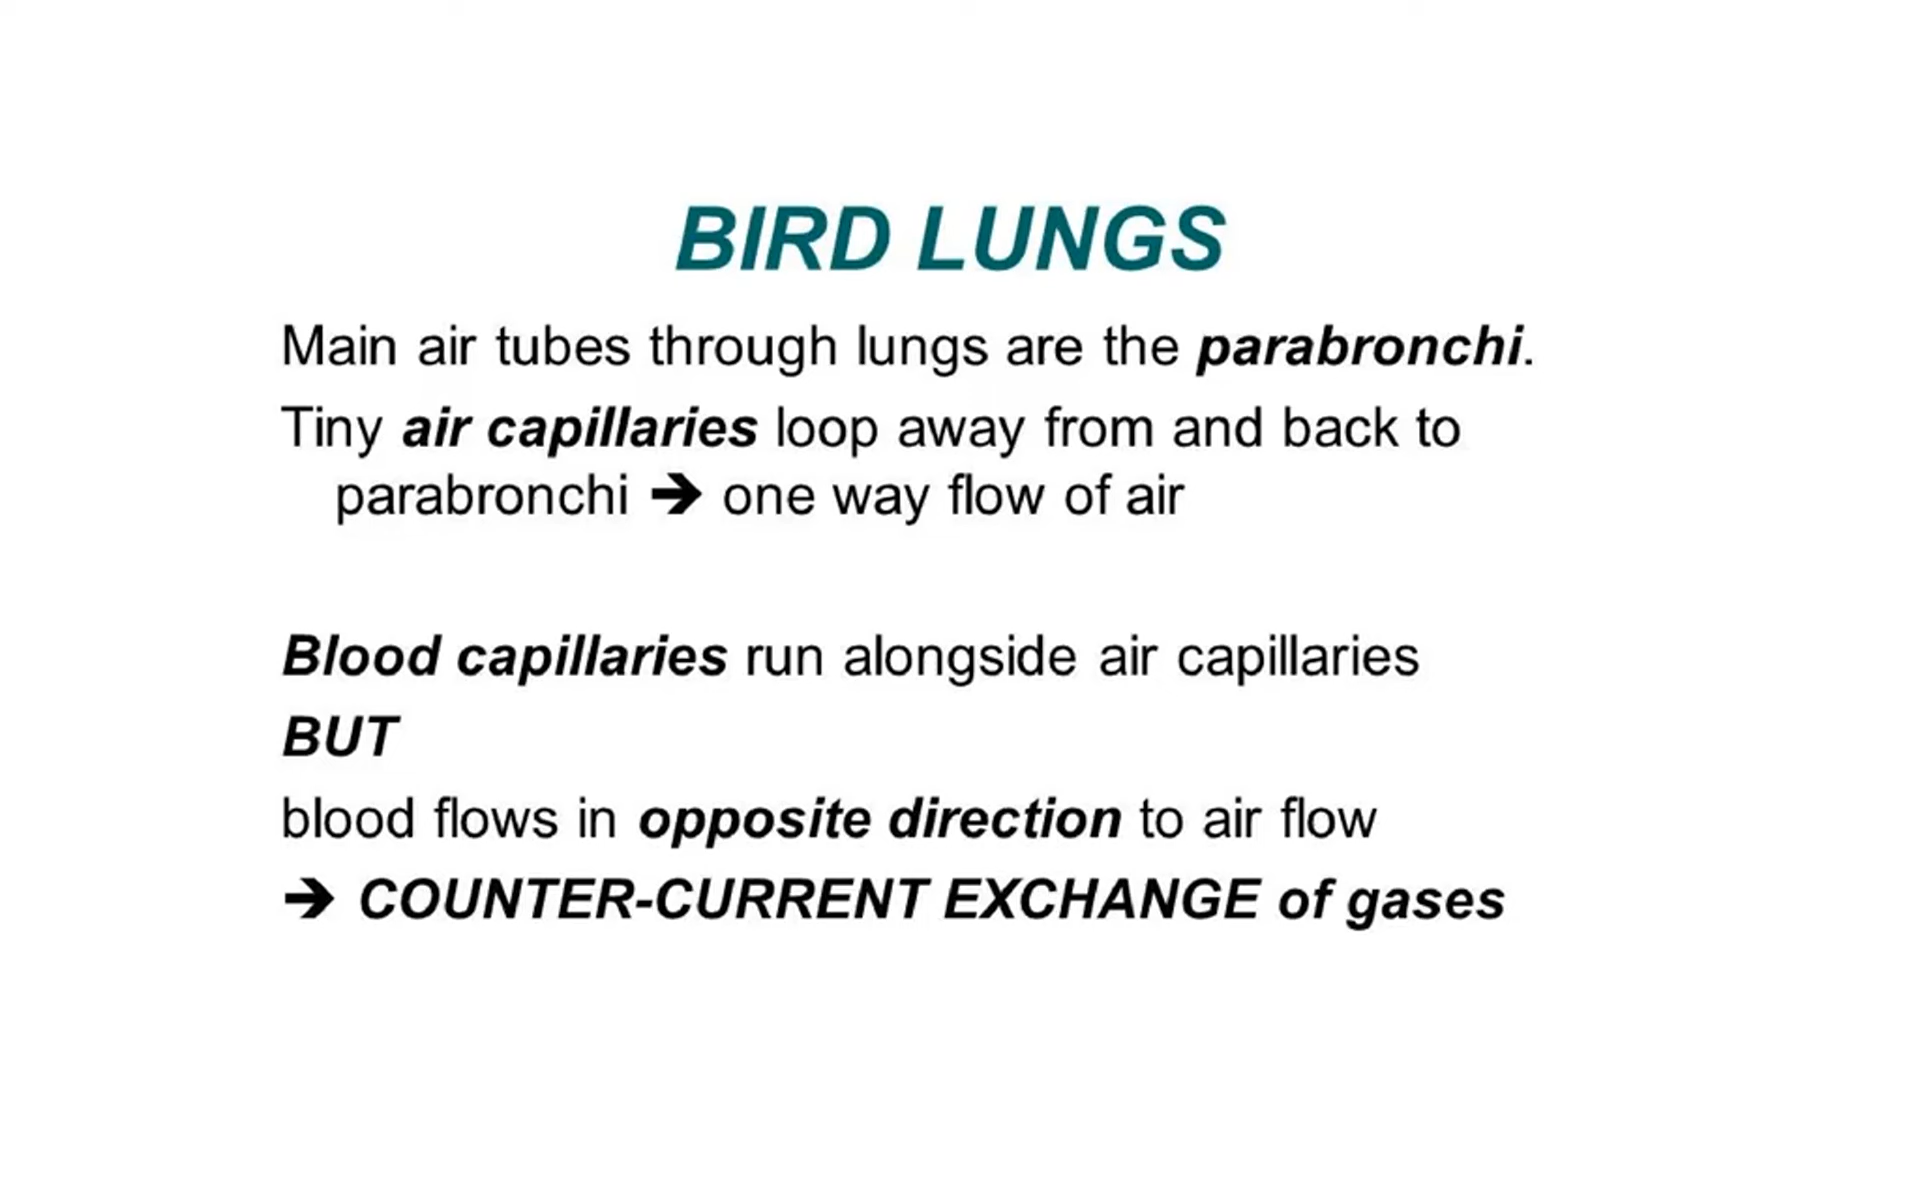 BIRD LUNGS
Main air tubes through lungs are the parabronchi.
Tiny air capillaries loop away from and back to
parabronchi ➔ one way flow of air
Blood capillaries run alongside air capillaries
BUT
blood flows in opposite direction to air flow
➔ COUNTER-CURRENT EXCHANGE of gases